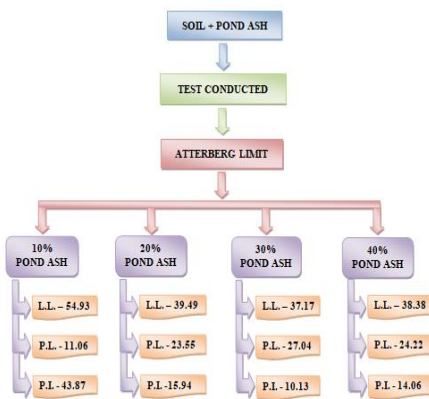 SOIL + POND ASH
TEST CONDUCTED
ATTERBERG LIMIT
10%
POND ASH
L.L. – 54.93
P.L. - 11.06
P.I - 43.87
20%
POND ASH
L.L. – 39.49
P.L. - 23.55
P.I. -15.94
30%
POND ASH
L.L. – 37.17
P.L. - 27.04
P.I. - 10.13
40%
POND ASH
L.L. – 38.38
P.L. - 24.22
P.I. - 14.06